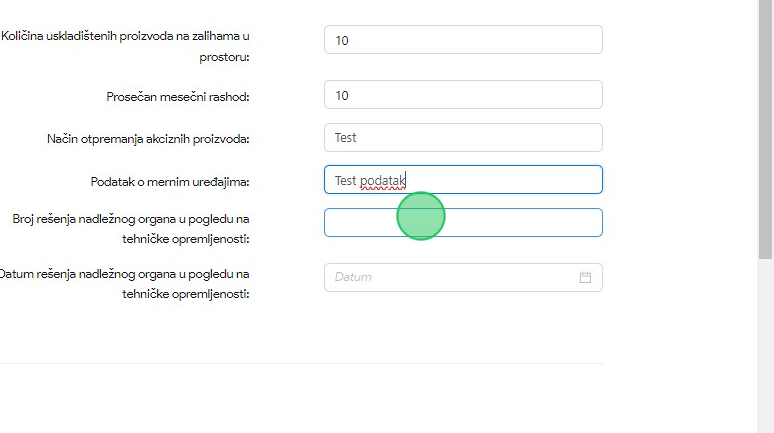 Količina uskladištenih proizvoda na zalihama u
prostoru:
10
Prosečan mesečni rashod:
10
Način otpremanja akciznih proizvoda:
Test
Podatak o mernim uređajima:
Test podatak
Broj rešenja nadležnog organa u pogledu na
tehničke opremljenosti:
Datum rešenja nadležnog organa u pogledu na
tehničke opremljenosti:
Datum